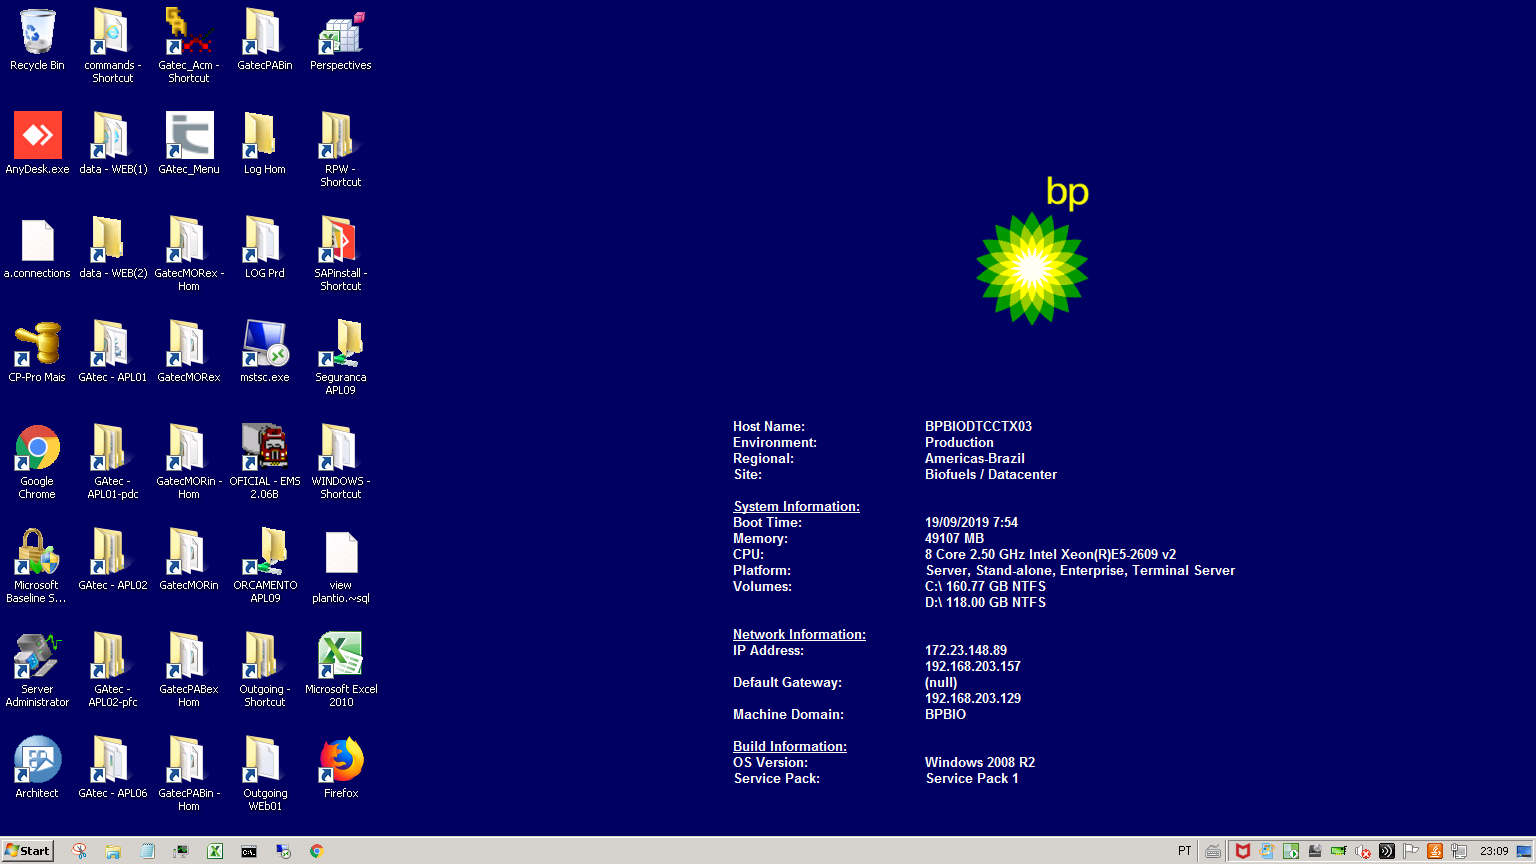 Recycle Bin
commands -
Shortcut
Gatec_Acm -
Shortcut
GatecPABin
Perspectives
AnyDesk.exe
data - WEB(1)
GAtec_Menu
Log Hom
RPW -
Shortcut
a.connections
data - WEB(2)
GatecMORex -
Hom
LOG Prd
SAPinstall -
Shortcut
CP-Pro Mais
GAtec - APL01
GatecMORex
mstsc.exe
Seguranca
APL09
Google
Chrome
GAtec -
APL01-pdc
GatecMORin -
Hom
OFICIAL - EMS
2.06B
WINDOWS -
Shortcut
Microsoft
Baseline S...
GAtec - APL02
GatecMORin
ORCAMENTO
APL09
view
plantio.~sql
Server
Administrator
GAtec -
APL02-pfc
GatecPABex
Hom
Outgoing -
Shortcut
Microsoft Excel
2010
Architect
GAtec - APL06
GatecPABin -
Hom
Outgoing
WEb01
Firefox
bp
Host Name: BPBIODTCCTX03
Environment: Production
Regional: Americas-Brazil
Site: Biofuels / Datacenter
System Information:
Boot Time: 19/09/2019 7:54
Memory: 49107 MB
CPU: 8 Core 2.50 GHz Intel Xeon(R)E5-2609 v2
Platform: Server, Stand-alone, Enterprise, Terminal Server
Volumes: C:\ 160.77 GB NTFS
D:\ 118.00 GB NTFS
Network Information:
IP Address: 172.23.148.89
192.168.203.157
Default Gateway: (null)
192.168.203.129
Machine Domain: BPBIO
Build Information:
OS Version: Windows 2008 R2
Service Pack: Service Pack 1
Start
PT
23:09